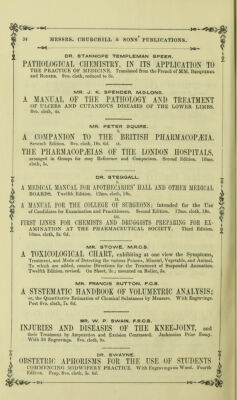 34 MESSRS. CHURCHILL & SONS' PUBLICATIONS.
DR. STANHOPE TEMPLEMAN SPEER.
PATHOLOGICAL CHEMISTRY, IN ITS APPLICATION TO
THE PRACTICE OF MEDICINE. Translated from the French of MM. BECQUEREL
and RODIER. 8vo. cloth, reduced to 8s.
MR. J. K. SPENDER, M.D.LOND.
A MANUAL OF THE PATHOLOGY AND TREATMENT
OF ULCERS AND CUTANEOUS DISEASES OF THE LOWER LIMBS.
8vo. cloth, 4s.
MR. PETER SQUIRE.
A COMPANION TO THE BRITISH PHARMACOPŒIA.
Seventh Edition. 8vo. cloth, 10s. 6d.
THE PHARMACOPŒIAS OF THE LONDON HOSPITALS,
arranged in Groups for easy Reference and Comparison. Second Edition. 18mo.
cloth, 5s.
DR. STEGGALL
A MEDICAL MANUAL FOR APOTHECARIES' HALL AND OTHER MEDICAL
BOARDS. Twelfth Edition. 12mo. cloth, 10s.
II.
A MANUAL FOR THE COLLEGE OF SURGEONS; intended for the Use
of Candidates for Examination and Practitioners. Second Edition. 12mo. cloth, 10s.
III.
FIRST LINES FOR CHEMISTS AND DRUGGISTS PREPARING FOR EX-
AMINATION AT THE PHARMACEUTICAL SOCIETY. Third Edition.
18mo. cloth, 3s. 6d.
MR. STOWE, M.R.C.S.
A TOXICOLOGICAL CHART, exhibiting at one view the Symptoms,
Treatment, and Mode of Detecting the various Poisons, Mineral, Vegetable, and Animal.
To which are added, concise Directions for the Treatment of Suspended Animation.
Twelfth Edition, revised. On Sheet, 2s.; mounted on Roller, 5s.
MR. FRANCIS SUTTON, F.C.S.
A SYSTEMATIC HANDBOOK OF VOLUMETRIC ANALYSIS;
or, the Quantitative Estimation of Chemical Substances by Measure. With Engravings.
Post 8vo. cloth, 7s. 6d.
MR. W. P. SWAIN, F.R.C.S.
INJURIES AND DISEASES OF THE KNEE-JOINT, and
their Treatment by Amputation and Excision Contrasted. Jacksonian Prize Essay.
With 36 Engravings. 8vo. cloth, 9s.
DR. SWAYNE.
OBSTETRIC APHORISMS FOR THE USE OF STUDENTS
COMMENCING MIDWIFERY PRACTICE. With Engravings on Wood. Fourth
Edition. Fcap. 8vo. cloth, 3s. 6d.